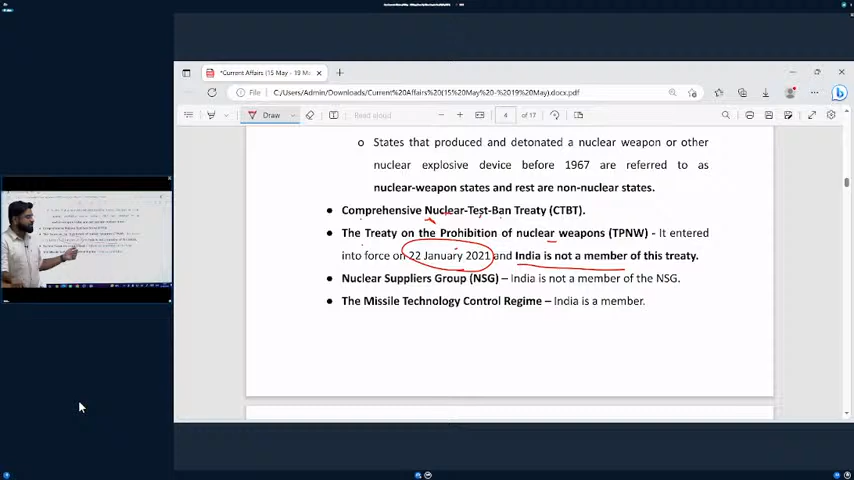 *Current Affairs (15 May - 19 M
File
C:/Users/Admin/Downloads/Current%20Affairs%20(15%20May%20-%2019%20May).docx.pdf
Draw
Read aloud
4 of 17
o States that produced and detonated a nuclear weapon or other
nuclear explosive device before 1967 are referred to as
nuclear-weapon states and rest are non-nuclear states.
● Comprehensive Nuclear-Test-Ban Treaty (CTBT).
● The Treaty on the Prohibition of nuclear weapons (TPNW) - It entered
into force on 22 January 2021 and India is not a member of this treaty.
● Nuclear Suppliers Group (NSG) – India is not a member of the NSG.
● The Missile Technology Control Regime – India is a member.